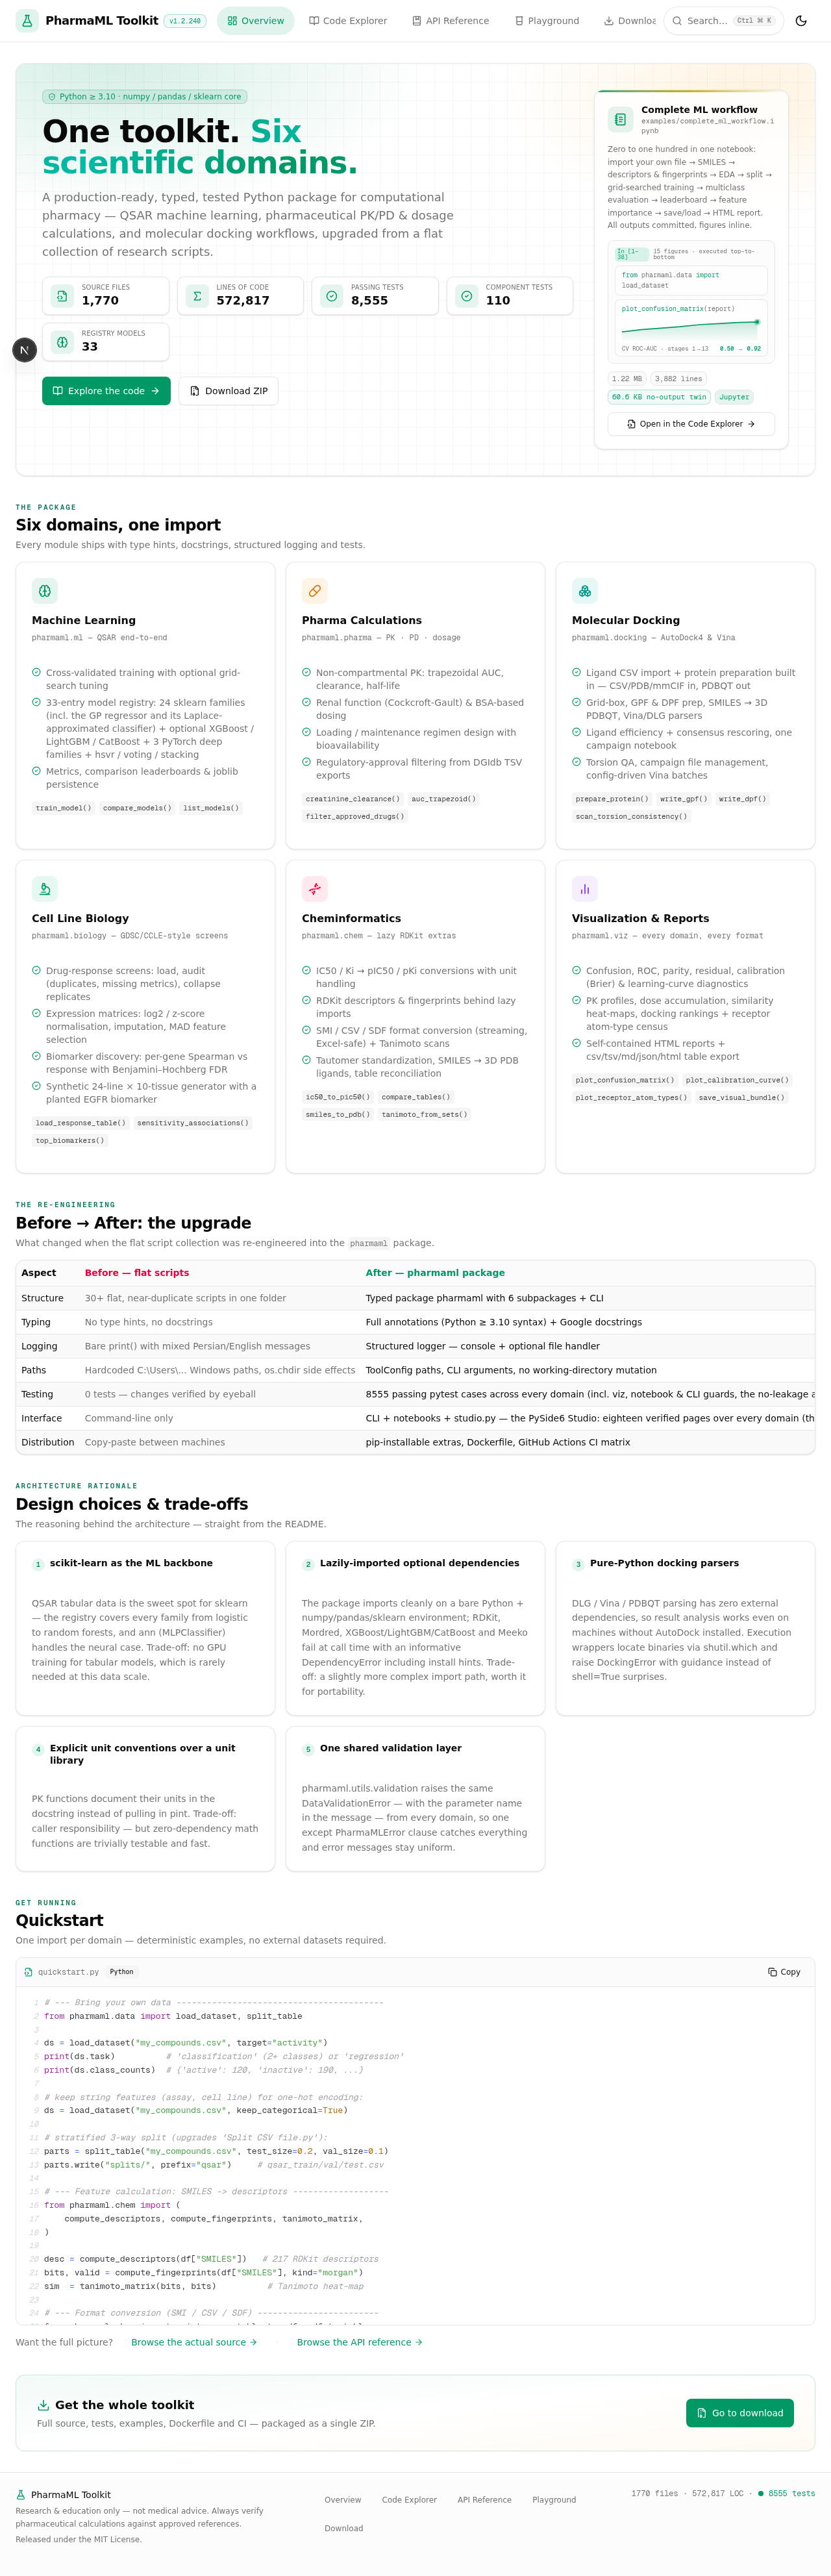 PharmaML Toolkit v1.2.240 Overview Code Explorer API Reference Playground Downloa Search... Ctrl ⌘ K
Python ≥ 3.10 · numpy / pandas / sklearn core
One toolkit. Six
scientific domains.
A production-ready, typed, tested Python package for computational
pharmacy — QSAR machine learning, pharmaceutical PK/PD & dosage
calculations, and molecular docking workflows, upgraded from a flat
collection of research scripts.
SOURCE FILES
1,770
LINES OF CODE
572,817
PASSING TESTS
8,555
COMPONENT TESTS
110
REGISTRY MODELS
33
N
Explore the code →
Download ZIP
Complete ML workflow
examples/complete_ml_workflow.i
pynb
Zero to one hundred in one notebook:
import your own file → SMILES →
descriptors & fingerprints → EDA → split →
grid-searched training → multiclass
evaluation → leaderboard → feature
importance → save/load → HTML report.
All outputs committed, figures inline.
In [1–
38]
15 figures · executed top-to-
bottom
from pharmaml.data import
load_dataset
plot_confusion_matrix(report)
CV ROC-AUC · stages 1→13 0.50 → 0.92
1.22 MB 3,882 lines
60.6 KB no-output twin Jupyter
Open in the Code Explorer →
THE PACKAGE
Six domains, one import
Every module ships with type hints, docstrings, structured logging and tests.
Machine Learning
pharmaml.ml — QSAR end-to-end
Cross-validated training with optional grid-
search tuning
33-entry model registry: 24 sklearn families
(incl. the GP regressor and its Laplace-
approximated classifier) + optional XGBoost /
LightGBM / CatBoost + 3 PyTorch deep
families + hsvr / voting / stacking
Metrics, comparison leaderboards & joblib
persistence
train_model() compare_models() list_models()
Pharma Calculations
pharmaml.pharma — PK · PD · dosage
Non-compartmental PK: trapezoidal AUC,
clearance, half-life
Renal function (Cockcroft-Gault) & BSA-based
dosing
Loading / maintenance regimen design with
bioavailability
Regulatory-approval filtering from DGIdb TSV
exports
creatinine_clearance() auc_trapezoid()
filter_approved_drugs()
Molecular Docking
pharmaml.docking — AutoDock4 & Vina
Ligand CSV import + protein preparation built
in — CSV/PDB/mmCIF in, PDBQT out
Grid-box, GPF & DPF prep, SMILES → 3D
PDBQT, Vina/DLG parsers
Ligand efficiency + consensus rescoring, one
campaign notebook
Torsion QA, campaign file management,
config-driven Vina batches
prepare_protein() write_gpf() write_dpf()
scan_torsion_consistency()
Cell Line Biology
pharmaml.biology — GDSC/CCLE-style screens
Drug-response screens: load, audit
(duplicates, missing metrics), collapse
replicates
Expression matrices: log2 / z-score
normalisation, imputation, MAD feature
selection
Biomarker discovery: per-gene Spearman vs
response with Benjamini–Hochberg FDR
Synthetic 24-line × 10-tissue generator with a
planted EGFR biomarker
load_response_table() sensitivity_associations()
top_biomarkers()
Cheminformatics
pharmaml.chem — lazy RDKit extras
IC50 / Ki → pIC50 / pKi conversions with unit
handling
RDKit descriptors & fingerprints behind lazy
imports
SMI / CSV / SDF format conversion (streaming,
Excel-safe) + Tanimoto scans
Tautomer standardization, SMILES → 3D PDB
ligands, table reconciliation
ic50_to_pic50() compare_tables()
smiles_to_pdb() tanimoto_from_sets()
Visualization & Reports
pharmaml.viz — every domain, every format
Confusion, ROC, parity, residual, calibration
(Brier) & learning-curve diagnostics
PK profiles, dose accumulation, similarity
heat-maps, docking rankings + receptor
atom-type census
Self-contained HTML reports +
csv/tsv/md/json/html table export
plot_confusion_matrix() plot_calibration_curve()
plot_receptor_atom_types() save_visual_bundle()
THE RE-ENGINEERING
Before → After: the upgrade
What changed when the flat script collection was re-engineered into the pharmaml package.
Aspect Before — flat scripts After — pharmaml package
Structure 30+ flat, near-duplicate scripts in one folder Typed package pharmaml with 6 subpackages + CLI
Typing No type hints, no docstrings Full annotations (Python ≥ 3.10 syntax) + Google docstrings
Logging Bare print() with mixed Persian/English messages Structured logger — console + optional file handler
Paths Hardcoded C:\Users\... Windows paths, os.chdir side effects ToolConfig paths, CLI arguments, no working-directory mutation
Testing 0 tests — changes verified by eyeball 8555 passing pytest cases across every domain (incl. viz, notebook & CLI guards, the no-leakage a
Interface Command-line only CLI + notebooks + studio.py — the PySide6 Studio: eighteen verified pages over every domain (th
Distribution Copy-paste between machines pip-installable extras, Dockerfile, GitHub Actions CI matrix
ARCHITECTURE RATIONALE
Design choices & trade-offs
The reasoning behind the architecture — straight from the README.
1 scikit-learn as the ML backbone
QSAR tabular data is the sweet spot for sklearn
— the registry covers every family from logistic
to random forests, and ann (MLPClassifier)
handles the neural case. Trade-off: no GPU
training for tabular models, which is rarely
needed at this data scale.
2 Lazily-imported optional dependencies
The package imports cleanly on a bare Python +
numpy/pandas/sklearn environment; RDKit,
Mordred, XGBoost/LightGBM/CatBoost and Meeko
fail at call time with an informative
DependencyError including install hints. Trade-
off: a slightly more complex import path, worth it
for portability.
3 Pure-Python docking parsers
DLG / Vina / PDBQT parsing has zero external
dependencies, so result analysis works even on
machines without AutoDock installed. Execution
wrappers locate binaries via shutil.which and
raise DockingError with guidance instead of
shell=True surprises.
4 Explicit unit conventions over a unit
library
PK functions document their units in the
docstring instead of pulling in pint. Trade-off:
caller responsibility — but zero-dependency math
functions are trivially testable and fast.
5 One shared validation layer
pharmaml.utils.validation raises the same
DataValidationError — with the parameter name
in the message — from every domain, so one
except PharmaMLError clause catches everything
and error messages stay uniform.
GET RUNNING
Quickstart
One import per domain — deterministic examples, no external datasets required.
quickstart.py Python Copy
1 # --- Bring your own data -----------------------------------------
2 from pharmaml.data import load_dataset, split_table
3
4 ds = load_dataset("my_compounds.csv", target="activity")
5 print(ds.task) # 'classification' (2+ classes) or 'regression'
6 print(ds.class_counts) # {'active': 120, 'inactive': 190, ...}
7
8 # keep string features (assay, cell line) for one-hot encoding:
9 ds = load_dataset("my_compounds.csv", keep_categorical=True)
10
11 # stratified 3-way split (upgrades 'Split CSV file.py'):
12 parts = split_table("my_compounds.csv", test_size=0.2, val_size=0.1)
13 parts.write("splits/", prefix="qsar") # qsar_train/val/test.csv
14
15 # --- Feature calculation: SMILES -> descriptors -------------------
16 from pharmaml.chem import (
17 compute_descriptors, compute_fingerprints, tanimoto_matrix,
18 )
19
20 desc = compute_descriptors(df["SMILES"]) # 217 RDKit descriptors
21 bits, valid = compute_fingerprints(df["SMILES"], kind="morgan")
22 sim = tanimoto_matrix(bits, bits) # Tanimoto heat-map
23
24 # --- Format conversion (SMI / CSV / SDF) ------------------------
Want the full picture? Browse the actual source → · Browse the API reference →
Get the whole toolkit
Full source, tests, examples, Dockerfile and CI — packaged as a single ZIP.
Go to download
PharmaML Toolkit
Research & education only — not medical advice. Always verify
pharmaceutical calculations against approved references.
Released under the MIT License.
Overview Code Explorer API Reference Playground
Download
1770 files · 572,817 LOC · ● 8555 tests